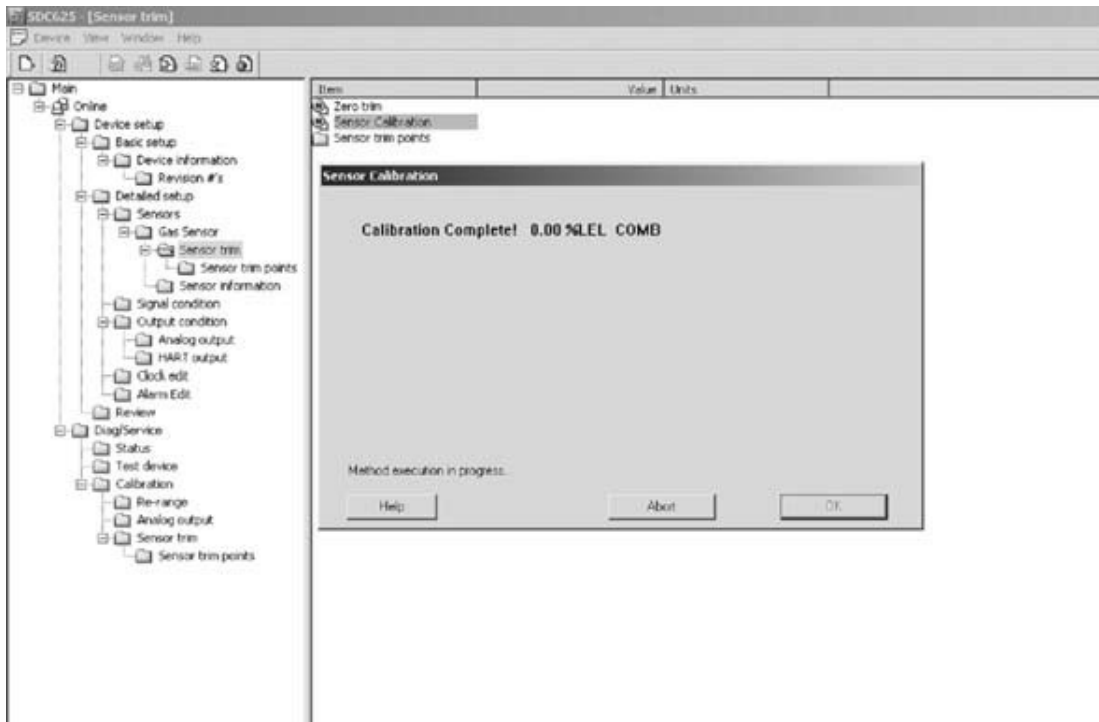 SDC625 - [Sensor trim]
Device View Window Help
Main
Online
Device setup
Basic setup
Device information
Revision #'s
Detailed setup
Sensors
Gas Sensor
Sensor trim
Sensor trim points
Sensor information
Signal condition
Output condition
Analog output
HART output
Clock edit
Alarm Edit
Review
Diag/Service
Status
Test device
Calibration
Re-range
Analog output
Sensor trim
Sensor trim points
Item Value Units
Zero trim
Sensor Calibration
Sensor trim points
Sensor Calibration
Calibration Complete! 0.00 %LEL COMB
Method execution in progress...
Help Abort OK